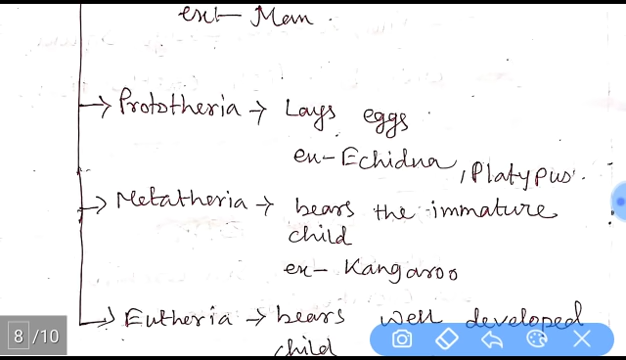 ex- Man.
→ Prototheria → Lays eggs
ex- Echidna, Platypus.
→ Metatheria → bears the immature
child
ex- Kangaroo
→ Eutheria → bears well developed
child
8 /10